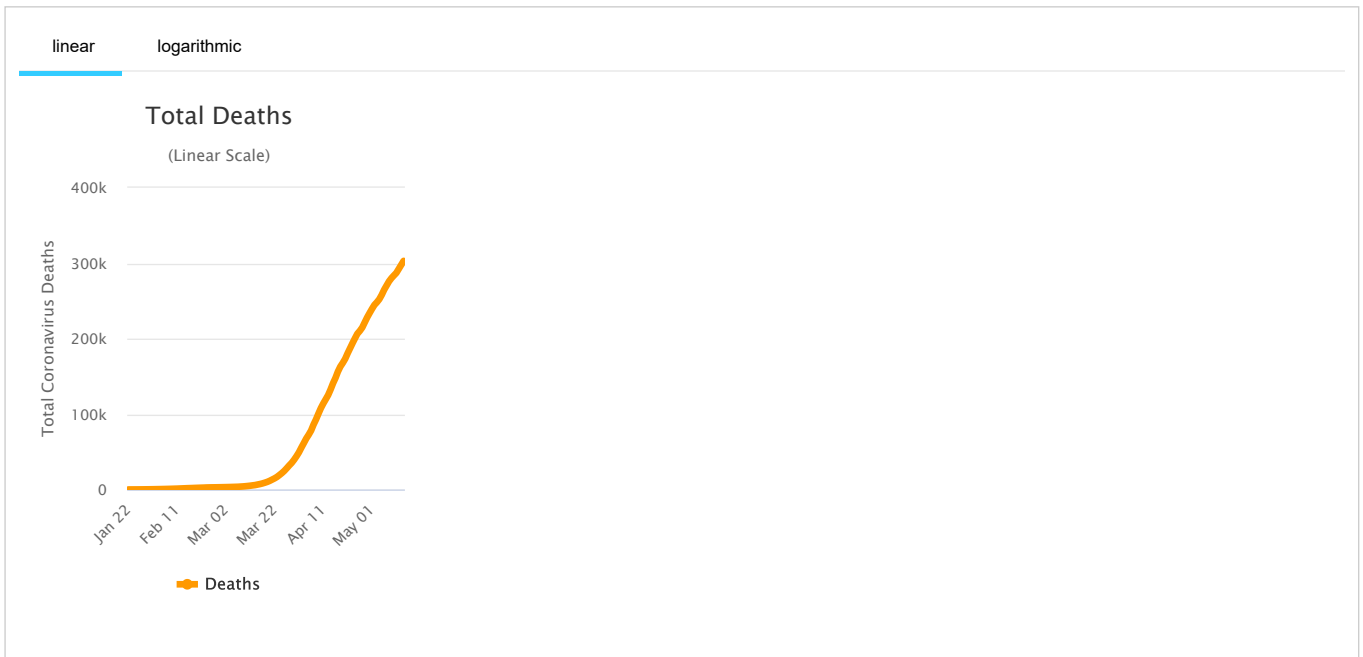 linear logarithmic
Total Deaths
(Linear Scale)
Total Coronavirus Deaths
400k
300k
200k
100k
0
Jan 22 Feb 11 Mar 02 Mar 22 Apr 11 May 01
Deaths